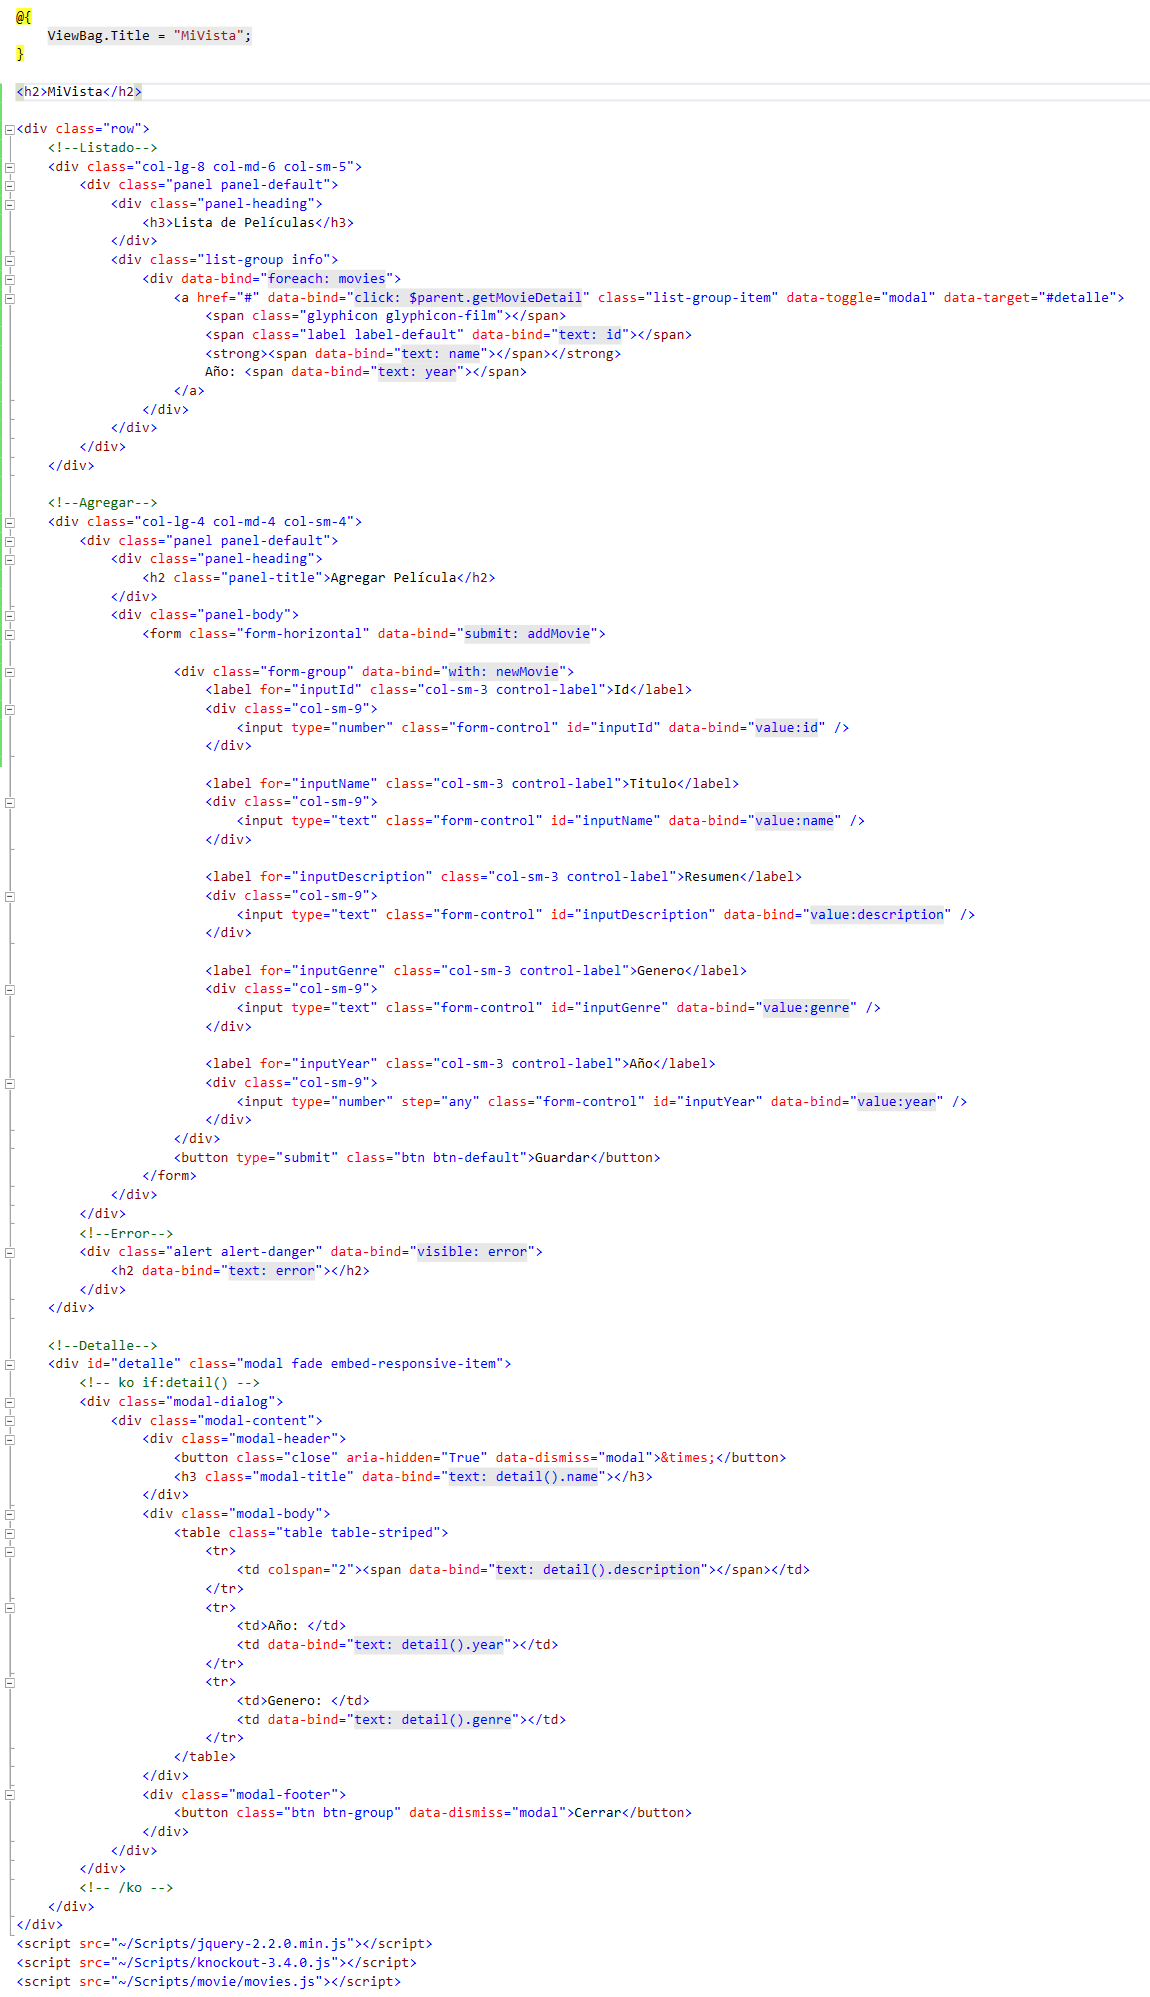 @{
    ViewBag.Title = "MiVista";
}

<h2>MiVista</h2>

<div class="row">
    <!--Listado-->
    <div class="col-lg-8 col-md-6 col-sm-5">
        <div class="panel panel-default">
            <div class="panel-heading">
                <h3>Lista de Películas</h3>
            </div>
            <div class="list-group info">
                <div data-bind="foreach: movies">
                    <a href="#" data-bind="click: $parent.getMovieDetail" class="list-group-item" data-toggle="modal" data-target="#detalle">
                        <span class="glyphicon glyphicon-film"></span>
                        <span class="label label-default" data-bind="text: id"></span>
                        <strong><span data-bind="text: name"></span></strong>
                        Año: <span data-bind="text: year"></span>
                    </a>
                </div>
            </div>
        </div>
    </div>

    <!--Agregar-->
    <div class="col-lg-4 col-md-4 col-sm-4">
        <div class="panel panel-default">
            <div class="panel-heading">
                <h2 class="panel-title">Agregar Película</h2>
            </div>
            <div class="panel-body">
                <form class="form-horizontal" data-bind="submit: addMovie">

                    <div class="form-group" data-bind="with: newMovie">
                        <label for="inputId" class="col-sm-3 control-label">Id</label>
                        <div class="col-sm-9">
                            <input type="number" class="form-control" id="inputId" data-bind="value:id" />
                        </div>

                        <label for="inputName" class="col-sm-3 control-label">Titulo</label>
                        <div class="col-sm-9">
                            <input type="text" class="form-control" id="inputName" data-bind="value:name" />
                        </div>

                        <label for="inputDescription" class="col-sm-3 control-label">Resumen</label>
                        <div class="col-sm-9">
                            <input type="text" class="form-control" id="inputDescription" data-bind="value:description" />
                        </div>

                        <label for="inputGenre" class="col-sm-3 control-label">Genero</label>
                        <div class="col-sm-9">
                            <input type="text" class="form-control" id="inputGenre" data-bind="value:genre" />
                        </div>

                        <label for="inputYear" class="col-sm-3 control-label">Año</label>
                        <div class="col-sm-9">
                            <input type="number" step="any" class="form-control" id="inputYear" data-bind="value:year" />
                        </div>
                    </div>
                    <button type="submit" class="btn btn-default">Guardar</button>
                </form>
            </div>
        </div>
        <!--Error-->
        <div class="alert alert-danger" data-bind="visible: error">
            <h2 data-bind="text: error"></h2>
        </div>
    </div>

    <!--Detalle-->
    <div id="detalle" class="modal fade embed-responsive-item">
        <!-- ko if:detail() -->
        <div class="modal-dialog">
            <div class="modal-content">
                <div class="modal-header">
                    <button class="close" aria-hidden="True" data-dismiss="modal">&times;</button>
                    <h3 class="modal-title" data-bind="text: detail().name"></h3>
                </div>
                <div class="modal-body">
                    <table class="table table-striped">
                        <tr>
                            <td colspan="2"><span data-bind="text: detail().description"></span></td>
                        </tr>
                        <tr>
                            <td>Año: </td>
                            <td data-bind="text: detail().year"></td>
                        </tr>
                        <tr>
                            <td>Genero: </td>
                            <td data-bind="text: detail().genre"></td>
                        </tr>
                    </table>
                </div>
                <div class="modal-footer">
                    <button class="btn btn-group" data-dismiss="modal">Cerrar</button>
                </div>
            </div>
        </div>
        <!-- /ko -->
    </div>
</div>
<script src="~/Scripts/jquery-2.2.0.min.js"></script>
<script src="~/Scripts/knockout-3.4.0.js"></script>
<script src="~/Scripts/movie/movies.js"></script>